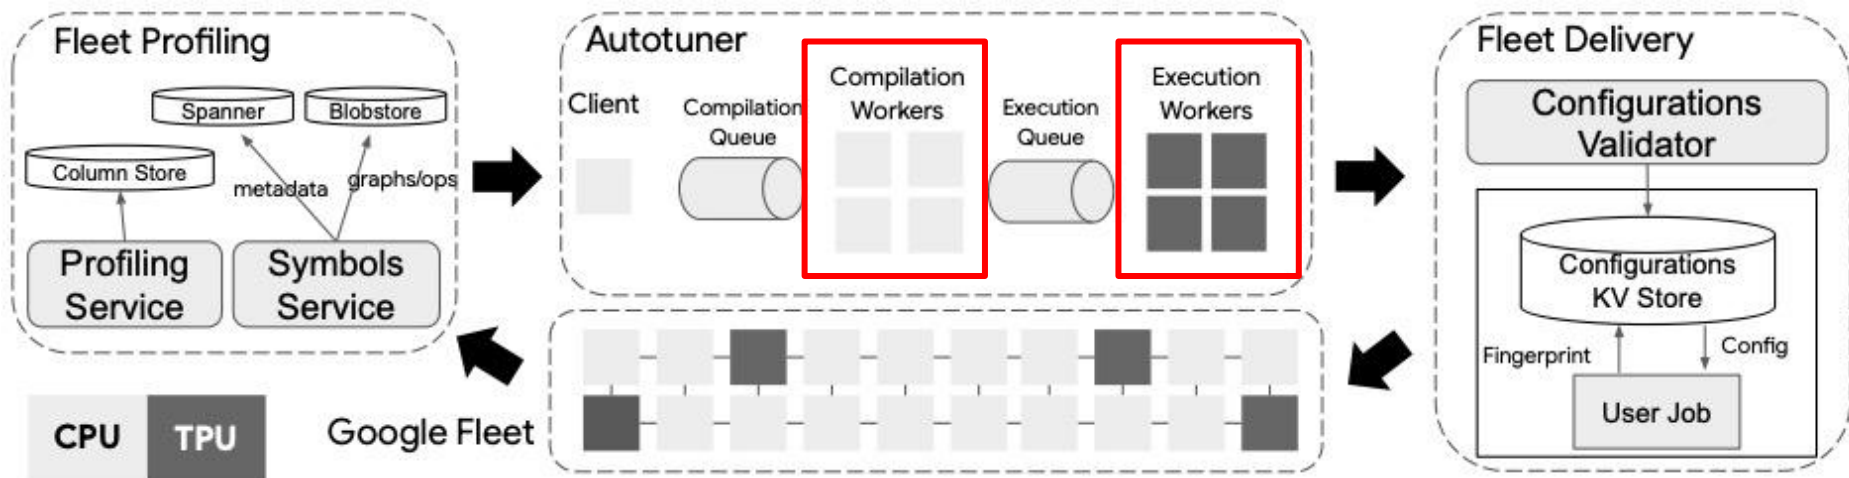 Fleet Profiling
Spanner
Blobstore
Column Store
metadata
graphs/ops
Profiling
Service
Symbols
Service
CPU
TPU
Autotuner
Client
Compilation
Queue
Compilation
Workers
Execution
Queue
Execution
Workers
Google Fleet
Fleet Delivery
Configurations
Validator
Configurations
KV Store
Fingerprint
Config
User Job